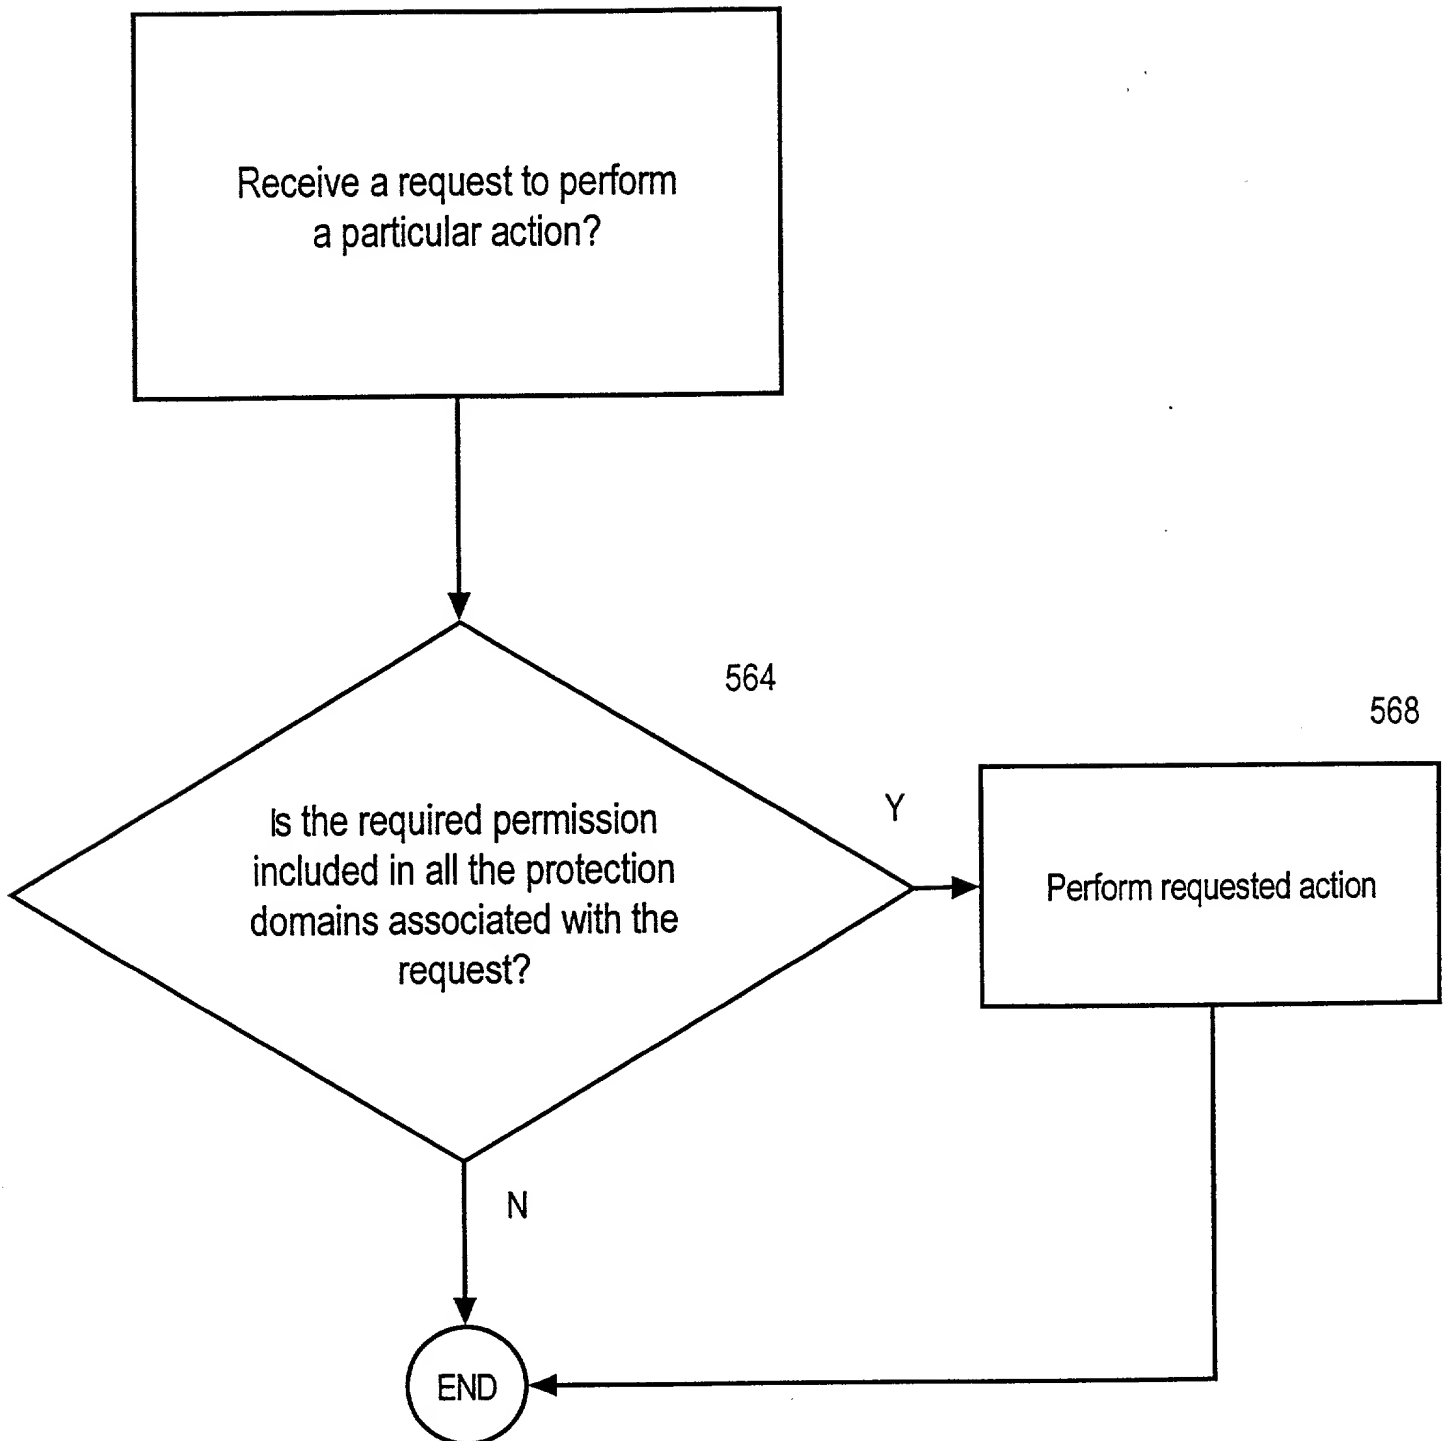 Receive a request to perform
a particular action?
564
568
Y
Is the required permission
included in all the protection
domains associated with the
request?
Perform requested action
N
END